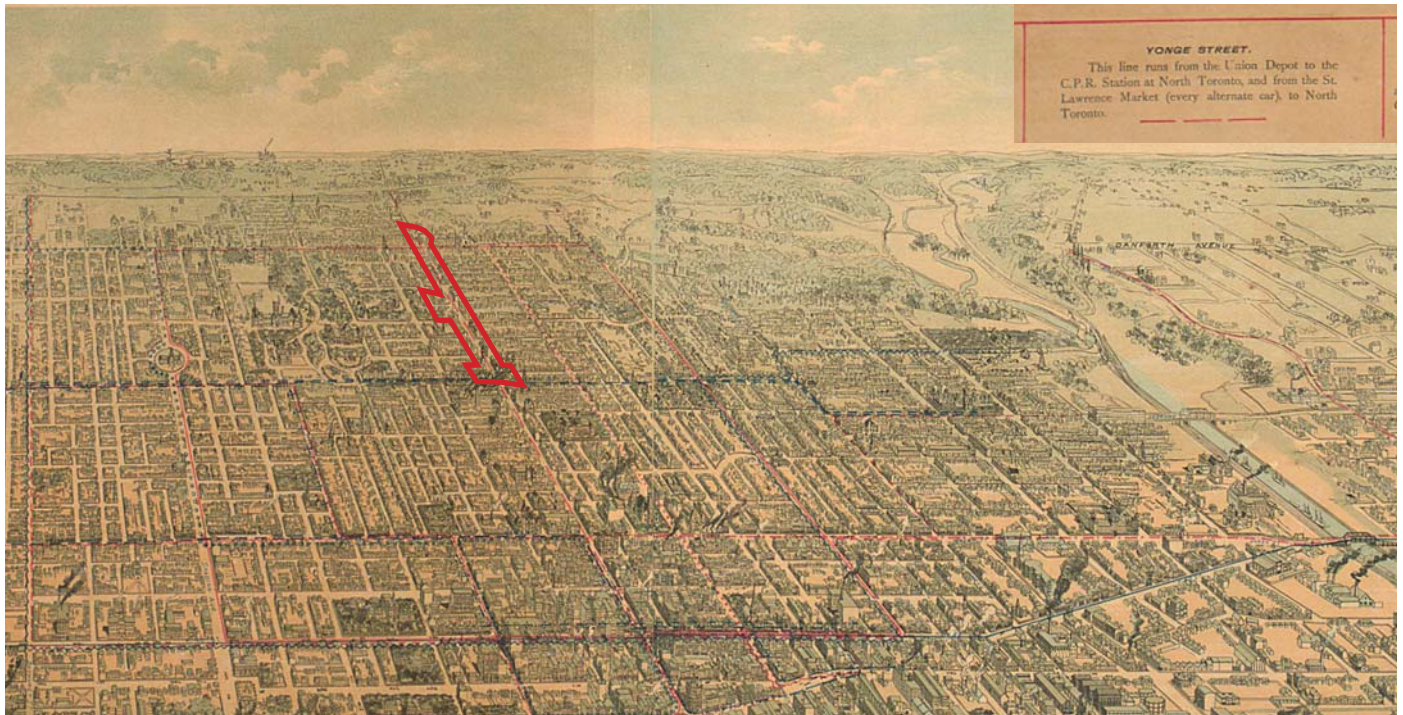 YONGE STREET.
This line runs from the Union Depot to the
C.P.R. Station at North Toronto, and from the St.
Lawrence Market (every alternate car), to North
Toronto.
DANFORTH AVENUE